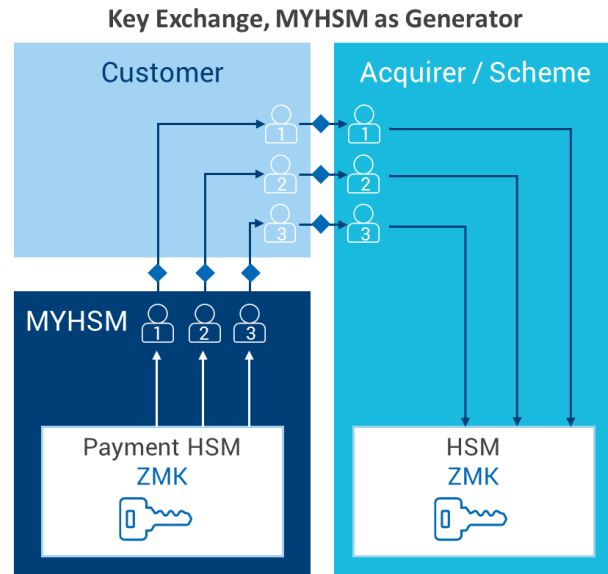 Key Exchange, MYHSM as Generator
Customer
Acquirer / Scheme
1
1
2
2
3
3
MYHSM
1
2
3
Payment HSM
ZMK
HSM
ZMK